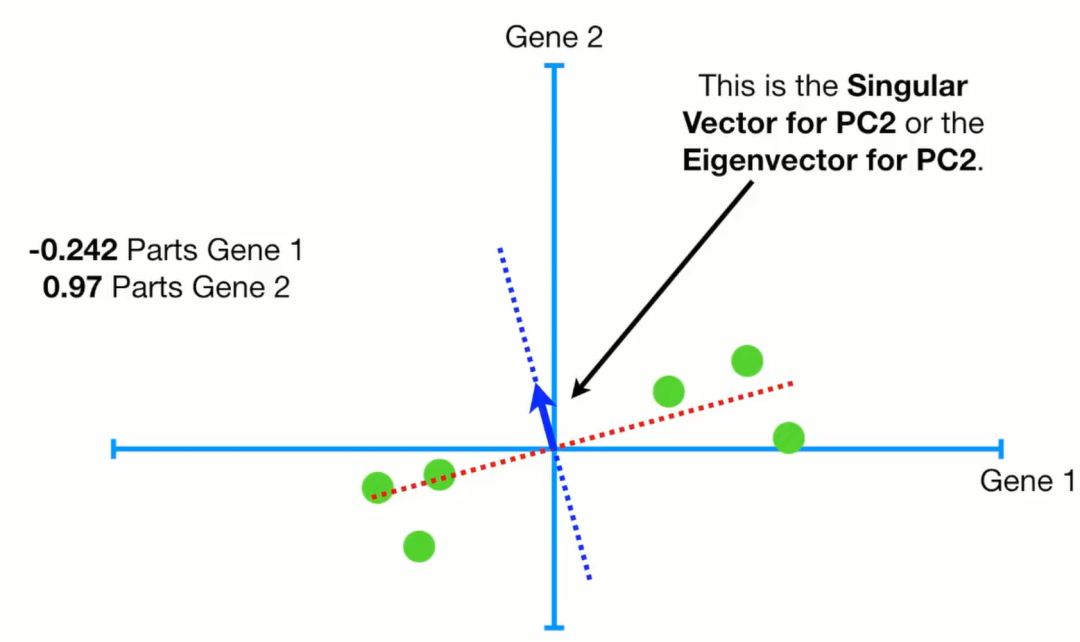 Gene 2
This is the Singular
Vector for PC2 or the
Eigenvector for PC2.
-0.242 Parts Gene 1
0.97 Parts Gene 2
Gene 1